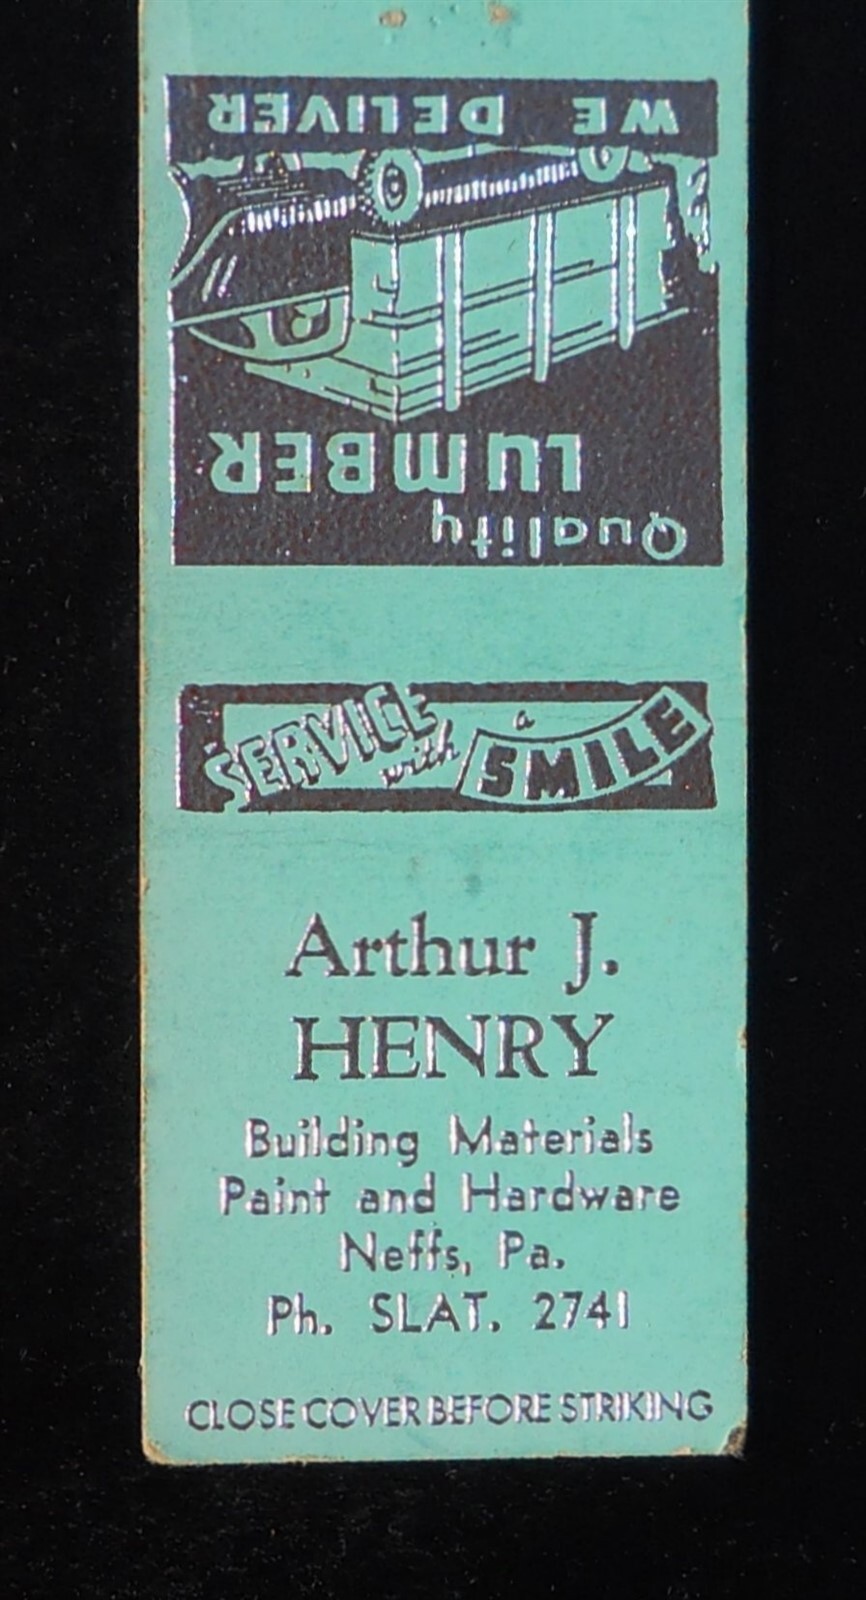 Quality
LUMBER
WE DELIVER
SERVICE with a SMILE
Arthur J.
HENRY
Building Materials
Paint and Hardware
Neffs, Pa.
Ph. SLAT. 2741
CLOSE COVER BEFORE STRIKING